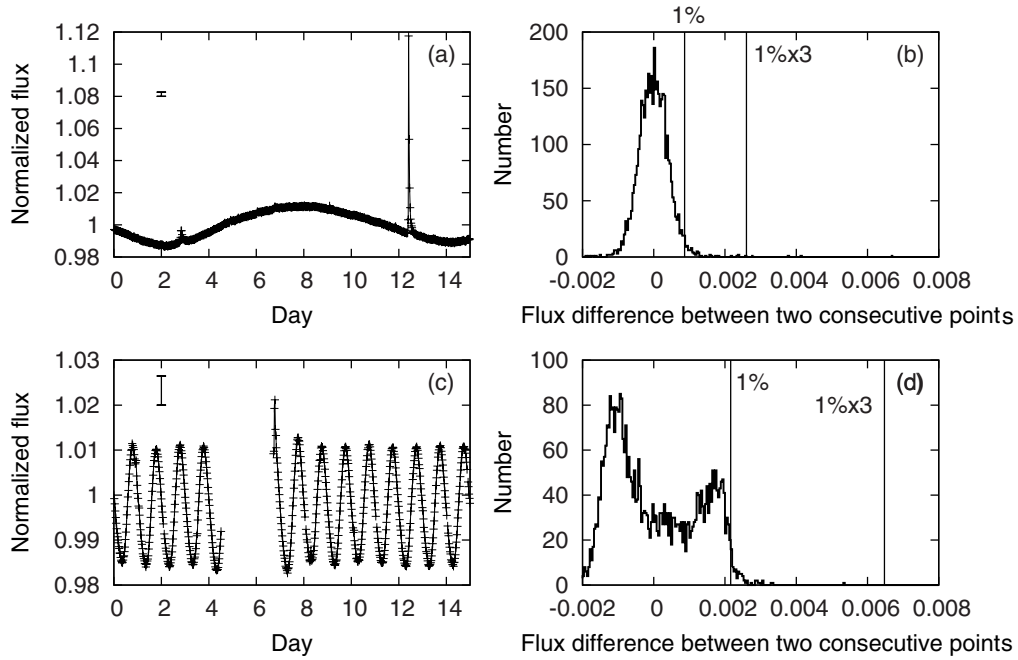 1.12
1.1
1.08
1.06
1.04
1.02
1
0.98
Normalized flux
(a)
0 2 4 6 8 10 12 14
Day
1%
1%x3
(b)
200
150
100
50
0
Number
-0.002 0 0.002 0.004 0.006 0.008
Flux difference between two consecutive points
1.03
1.02
1.01
1
0.99
0.98
Normalized flux
(c)
0 2 4 6 8 10 12 14
Day
1%
1%x3
(d)
100
80
60
40
20
0
Number
-0.002 0 0.002 0.004 0.006 0.008
Flux difference between two consecutive points